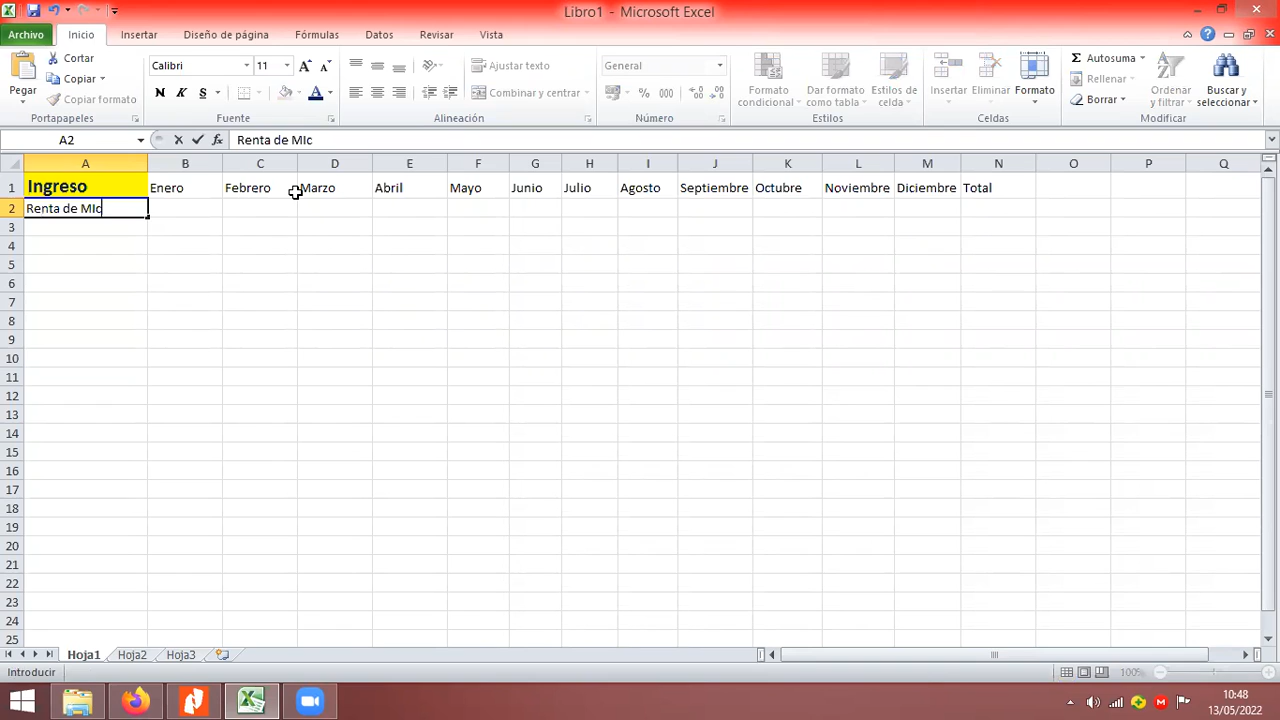 Libro1 - Microsoft Excel
Archivo Inicio Insertar Diseño de página Fórmulas Datos Revisar Vista
Pegar
Cortar
Copiar
Copiar formato
Portapapeles
Calibri 11
N K S A
Fuente
Ajustar texto
Combinar y centrar
Alineación
General
% 000
Número
Formato condicional
Dar formato como tabla
Estilos de celda
Estilos
Insertar Eliminar Formato
Celdas
Σ Autosuma
Rellenar
Borrar
Ordenar y filtrar
Buscar y seleccionar
Modificar
A2 fx Renta de MIc
A B C D E F G H I J K L M N O P Q
1 Ingreso Enero Febrero Marzo Abril Mayo Junio Julio Agosto Septiembre Octubre Noviembre Diciembre Total
2 Renta de MIc
3
4
5
6
7
8
9
10
11
12
13
14
15
16
17
18
19
20
21
22
23
24
25
Hoja1 Hoja2 Hoja3
Introducir 100%
10:48
13/05/2022